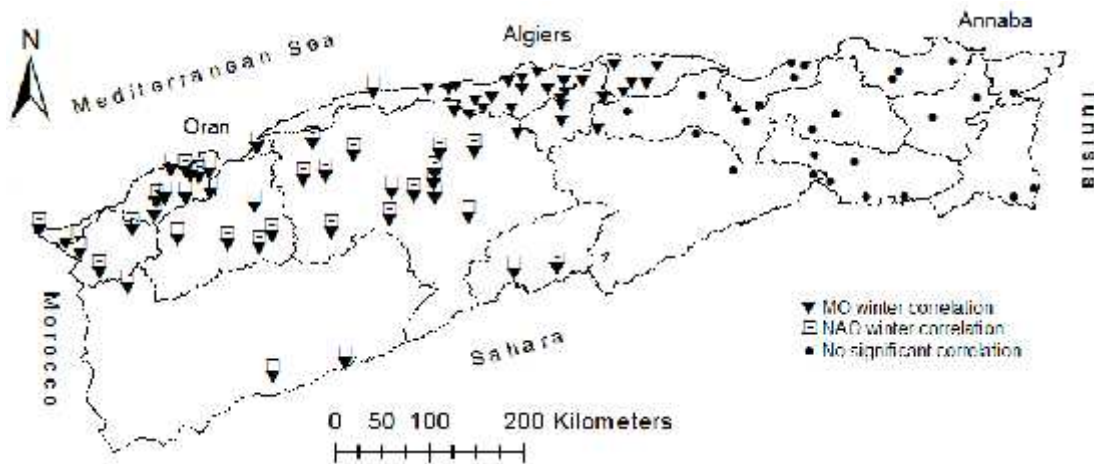 Annaba
Algiers
N
Mediterranean Sea
Oran
Tunisia
Morocco
Sahara
MO winter correlation
NAO winter correlation
No significant correlation
0 50 100 200 Kilometers